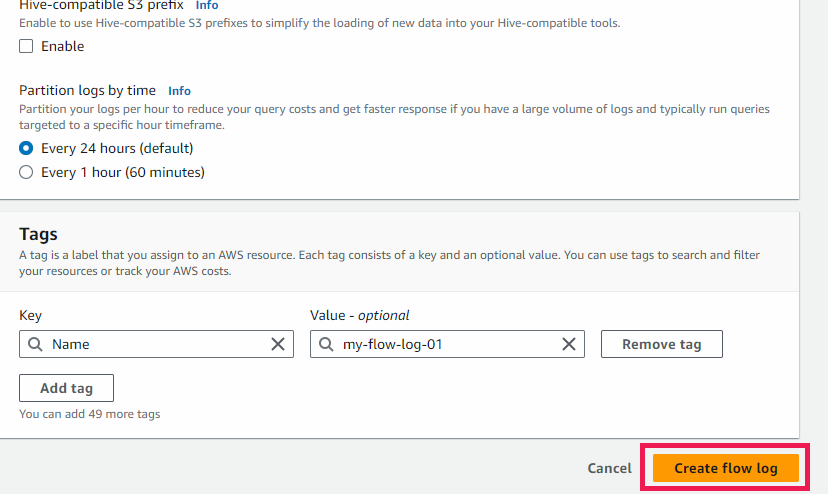 Hive-compatible S3 prefix Info
Enable to use Hive-compatible S3 prefixes to simplify the loading of new data into your Hive-compatible tools.
Enable
Partition logs by time Info
Partition your logs per hour to reduce your query costs and get faster response if you have a large volume of logs and typically run queries
targeted to a specific hour timeframe.
Every 24 hours (default)
Every 1 hour (60 minutes)
Tags
A tag is a label that you assign to an AWS resource. Each tag consists of a key and an optional value. You can use tags to search and filter
your resources or track your AWS costs.
Key Value - optional
Name my-flow-log-01 Remove tag
Add tag
You can add 49 more tags
Cancel Create flow log